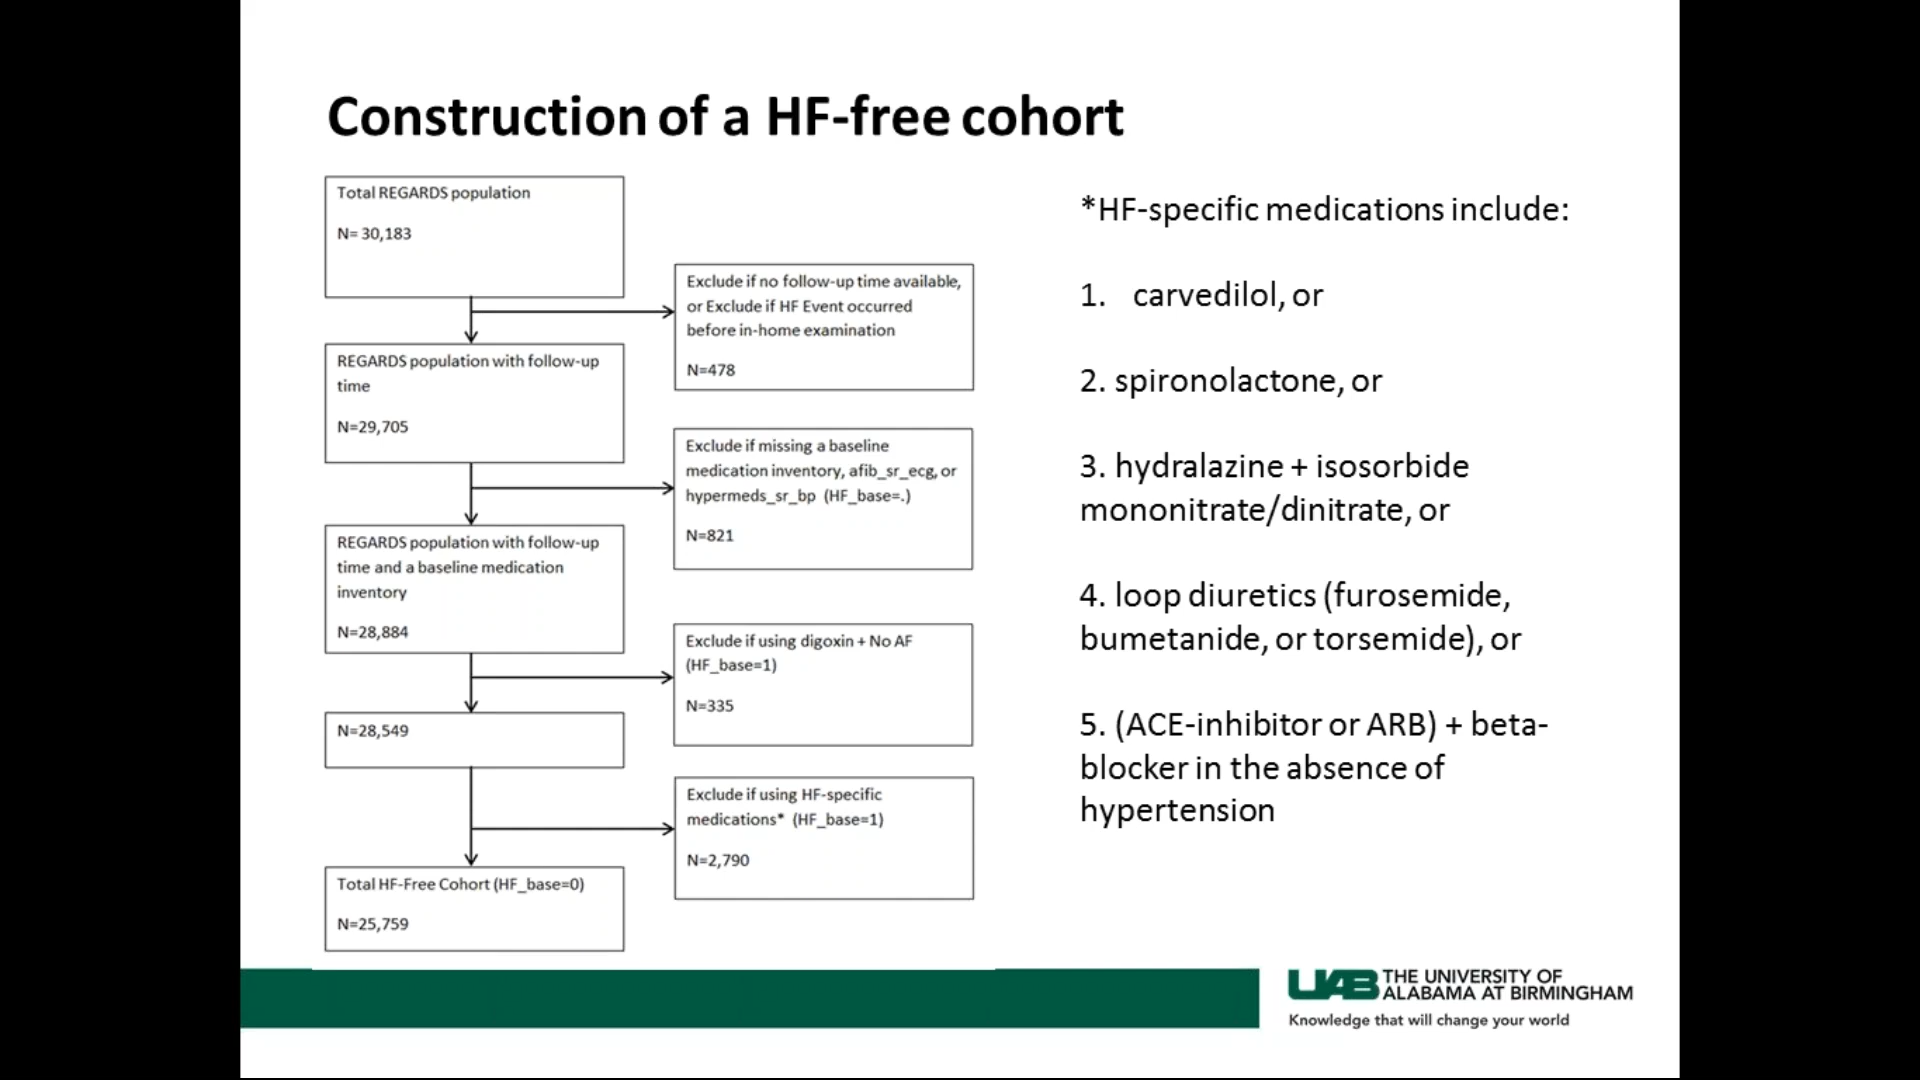 Construction of a HF-free cohort
Total REGARDS population
N= 30,183
Exclude if no follow-up time available,
or Exclude if HF Event occurred
before in-home examination
N=478
REGARDS population with follow-up
time
N=29,705
Exclude if missing a baseline
medication inventory, afib_sr_ecg, or
hypermeds_sr_bp (HF_base=.)
N=821
REGARDS population with follow-up
time and a baseline medication
inventory
N=28,884
Exclude if using digoxin + No AF
(HF_base=1)
N=335
N=28,549
Exclude if using HF-specific
medications* (HF_base=1)
N=2,790
Total HF-Free Cohort (HF_base=0)
N=25,759
*HF-specific medications include:
1. carvedilol, or
2. spironolactone, or
3. hydralazine + isosorbide
mononitrate/dinitrate, or
4. loop diuretics (furosemide,
bumetanide, or torsemide), or
5. (ACE-inhibitor or ARB) + beta-
blocker in the absence of
hypertension
UAB THE UNIVERSITY OF
ALABAMA AT BIRMINGHAM
Knowledge that will change your world